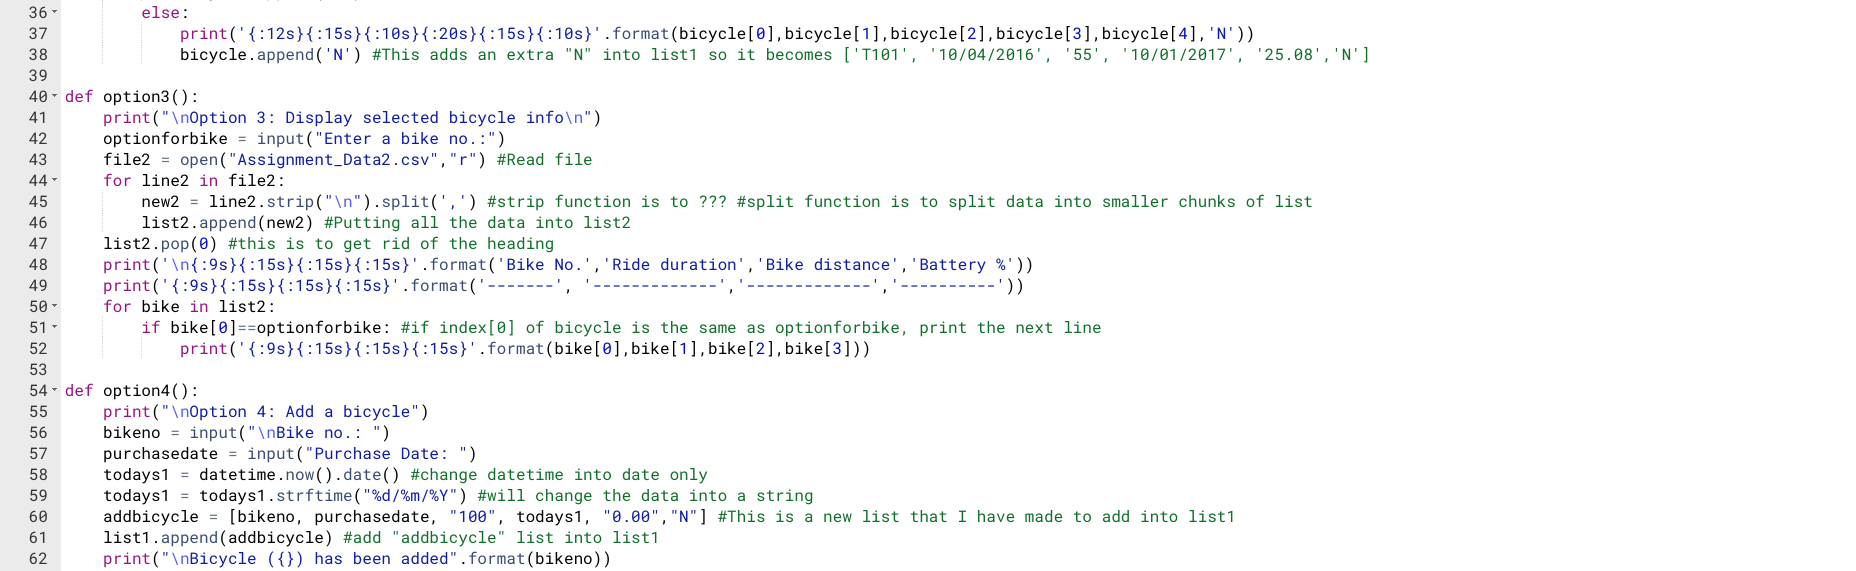 36 else:
37 print('{:12s}{:15s}{:10s}{:20s}{:15s}{:10s}'.format(bicycle[0],bicycle[1],bicycle[2],bicycle[3],bicycle[4],'N'))
38 bicycle.append('N') #This adds an extra "N" into list1 so it becomes ['T101', '10/04/2016', '55', '10/01/2017', '25.08','N']
39
40 def option3():
41 print("\nOption 3: Display selected bicycle info\n")
42 optionforbike = input("Enter a bike no.:")
43 file2 = open("Assignment_Data2.csv","r") #Read file
44 for line2 in file2:
45 new2 = line2.strip("\n").split(',') #strip function is to ??? #split function is to split data into smaller chunks of list
46 list2.append(new2) #Putting all the data into list2
47 list2.pop(0) #this is to get rid of the heading
48 print('\n{:9s}{:15s}{:15s}{:15s}'.format('Bike No.','Ride duration','Bike distance','Battery %'))
49 print('{:9s}{:15s}{:15s}{:15s}'.format('-------', '-------------','-------------','----------'))
50 for bike in list2:
51 if bike[0]==optionforbike: #if index[0] of bicycle is the same as optionforbike, print the next line
52 print('{:9s}{:15s}{:15s}{:15s}'.format(bike[0],bike[1],bike[2],bike[3]))
53
54 def option4():
55 print("\nOption 4: Add a bicycle")
56 bikeno = input("\nBike no.: ")
57 purchasedate = input("Purchase Date: ")
58 todays1 = datetime.now().date() #change datetime into date only
59 todays1 = todays1.strftime("%d/%m/%Y") #will change the data into a string
60 addbicycle = [bikeno, purchasedate, "100", todays1, "0.00","N"] #This is a new list that I have made to add into list1
61 list1.append(addbicycle) #add "addbicycle" list into list1
62 print("\nBicycle ({}) has been added".format(bikeno))